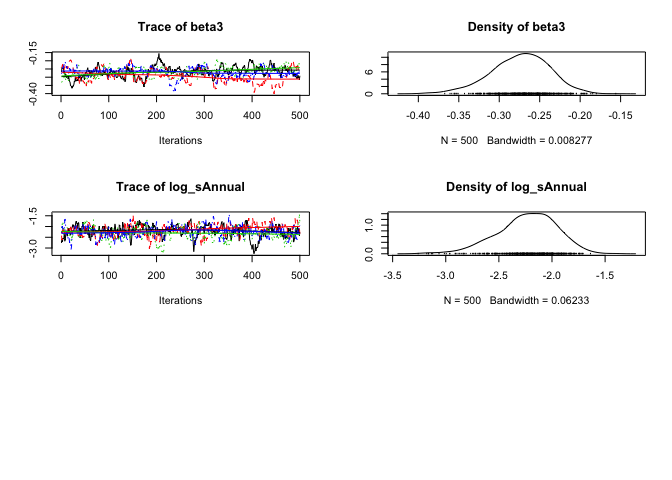 Trace of beta3
-0.40 -0.15
0 100 200 300 400 500
Iterations
Density of beta3
0 6
-0.40 -0.35 -0.30 -0.25 -0.20 -0.15
N = 500 Bandwidth = 0.008277
Trace of log_sAnnual
-3.0 -1.5
0 100 200 300 400 500
Iterations
Density of log_sAnnual
0.0 1.0
-3.5 -3.0 -2.5 -2.0 -1.5
N = 500 Bandwidth = 0.06233